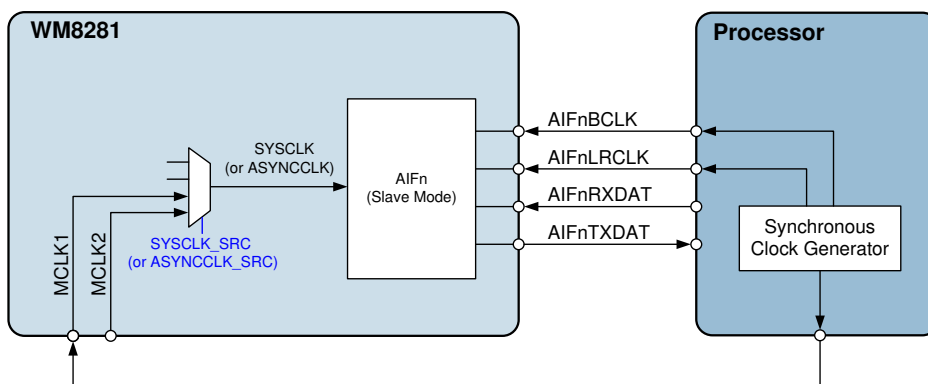 WM8281
Processor
AIFnBCLK
SYSCLK
(or ASYNCCLK)
AIFnLRCLK
AIFn
(Slave Mode)
AIFnRXDAT
AIFnTXDAT
Synchronous
Clock Generator
SYSCLK_SRC
(or ASYNCCLK_SRC)
MCLK1
MCLK2